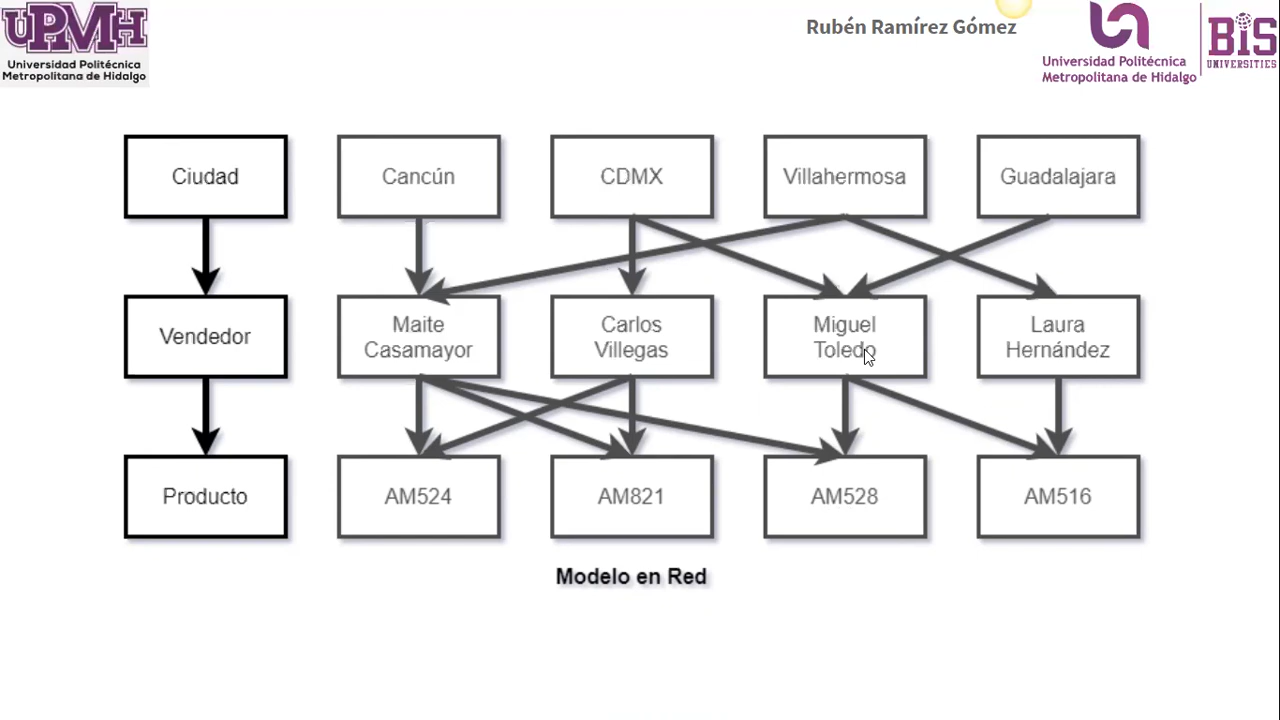 UPMH
Universidad Politécnica
Metropolitana de Hidalgo
Rubén Ramírez Gómez
Universidad Politécnica
Metropolitana de Hidalgo
BIS
UNIVERSITIES
Ciudad
Cancún
CDMX
Villahermosa
Guadalajara
Vendedor
Maite
Casamayor
Carlos
Villegas
Miguel
Toledo
Laura
Hernández
Producto
AM524
AM821
AM528
AM516
Modelo en Red